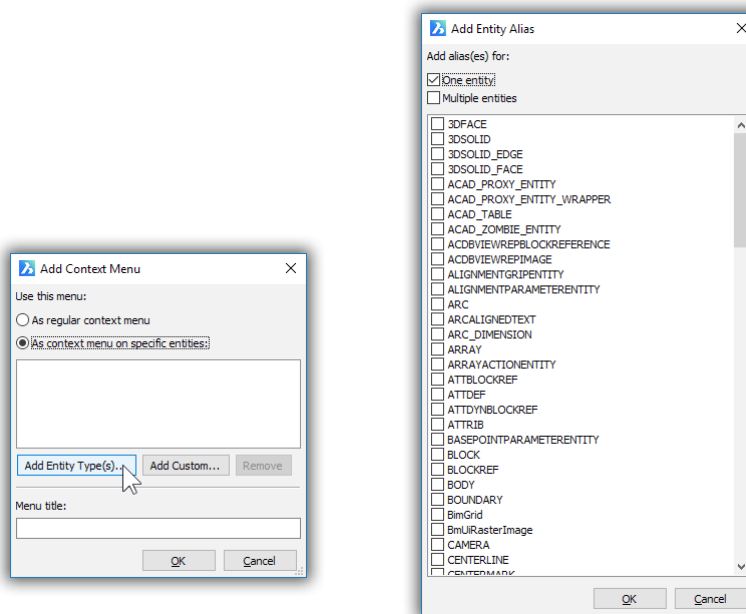 Add Context Menu
Use this menu:
As regular context menu
As context menu on specific entities:
Add Entity Type(s)... Add Custom... Remove
Menu title:
OK Cancel
Add Entity Alias
Add alias(es) for:
One entity
Multiple entities
3DFACE
3DSOLID
3DSOLID_EDGE
3DSOLID_FACE
ACAD_PROXY_ENTITY
ACAD_PROXY_ENTITY_WRAPPER
ACAD_TABLE
ACAD_ZOMBIE_ENTITY
ACDBVIEWREPBLOCKREFERENCE
ACDBVIEWREPIMAGE
ALIGNMENTGRIPENTITY
ALIGNMENTPARAMETERENTITY
ARC
ARCALIGNEDTEXT
ARC_DIMENSION
ARRAY
ARRAYACTIONENTITY
ATTBLOCKREF
ATTDEF
ATTDYNBLOCKREF
ATTRIB
BASEPOINTPARAMETERENTITY
BLOCK
BLOCKREF
BODY
BOUNDARY
BimGrid
BmUiRasterImage
CAMERA
CENTERLINE
CENTERMARK
OK Cancel